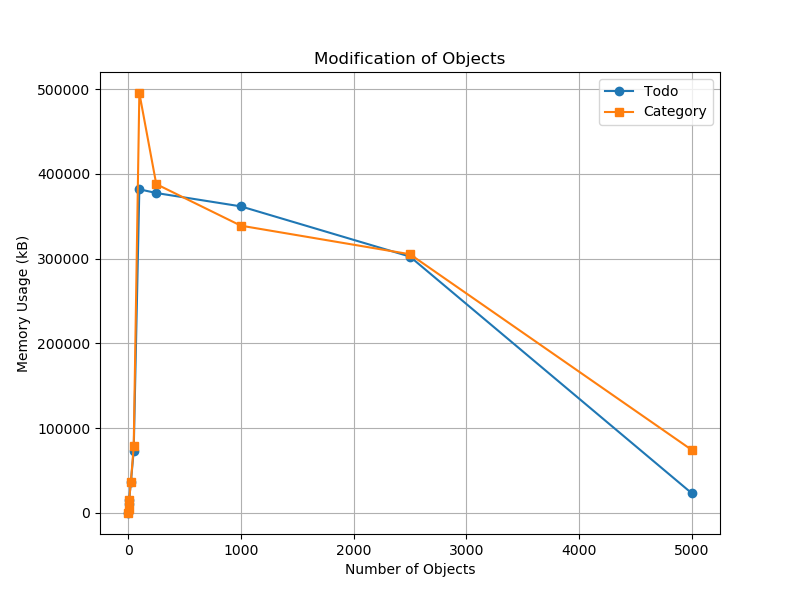 Modification of Objects
Todo
Category
500000
400000
300000
200000
100000
0
Memory Usage (kB)
0 1000 2000 3000 4000 5000
Number of Objects